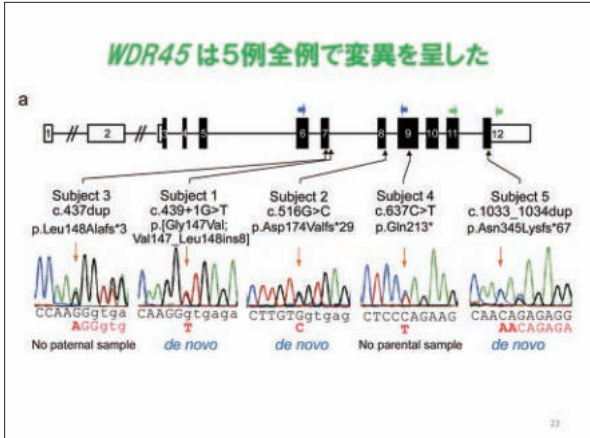 WDR45は5例全例で変異を呈した
a
1 2 3 4 5 6 7 8 9 10 11 12
Subject 3
c.437dup
p.Leu148Alafs*3
Subject 1
c.439+1G>T
p.[Gly147Val;
Val147_Leu148ins8]
Subject 2
c.516G>C
p.Asp174Valfs*29
Subject 4
c.637C>T
p.Gln213*
Subject 5
c.1033_1034dup
p.Asn345Lysfs*67
CCAAGGgtga
AGGgtg
No paternal sample
CAAGGgtgaga
T
de novo
CTTGTGgtgag
C
de novo
CTCCCAGAAG
T
No parental sample
CAACAGAGAGG
AACAGAGA
de novo
23